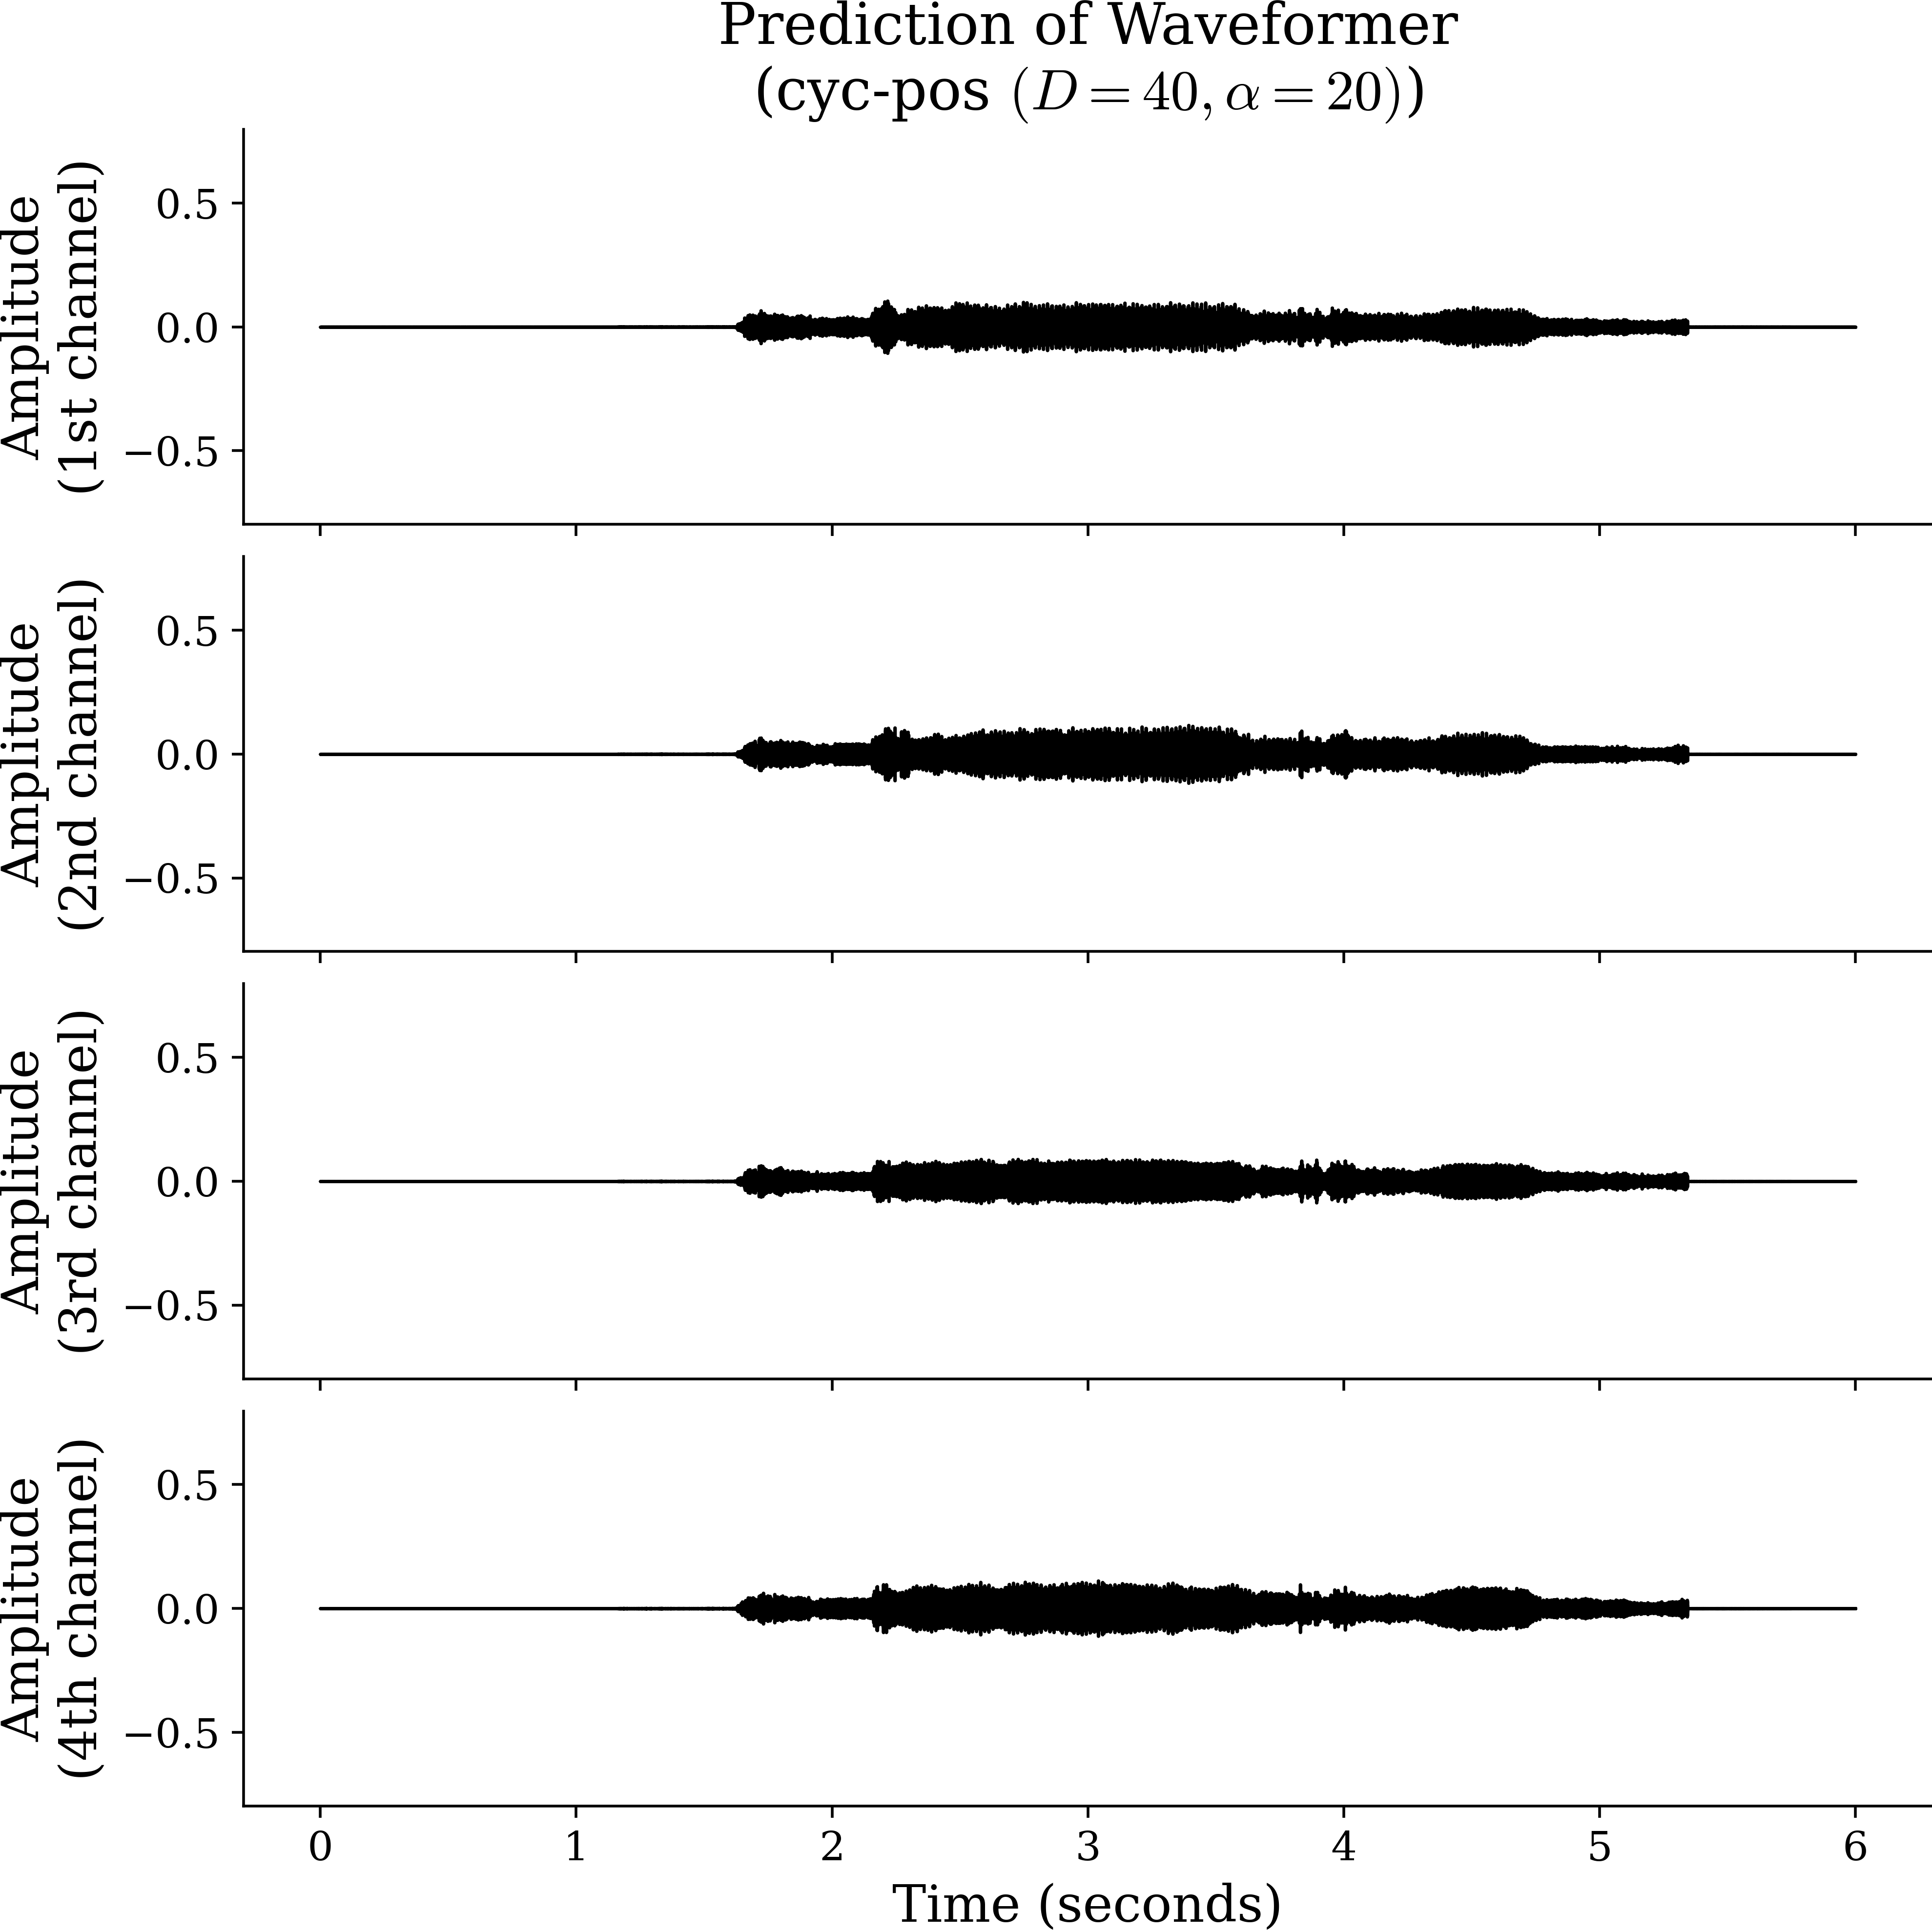 Prediction of Waveformer
(cyc-pos (D = 40, α = 20))
Amplitude
(1st channel)
0.5
0.0
−0.5
Amplitude
(2nd channel)
0.5
0.0
−0.5
Amplitude
(3rd channel)
0.5
0.0
−0.5
Amplitude
(4th channel)
0.5
0.0
−0.5
0 1 2 3 4 5 6
Time (seconds)